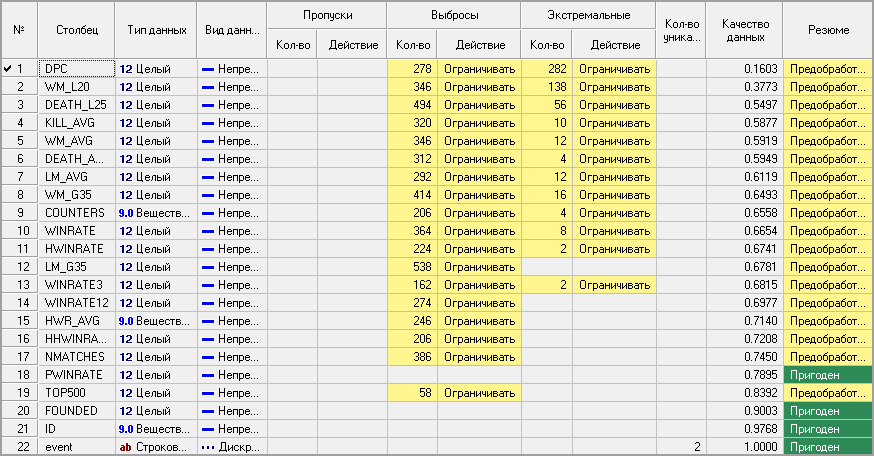 № Столбец Тип данных Вид данн... Пропуски Выбросы Экстремальные Кол-во уника... Качество данных Резюме
Кол-во Действие Кол-во Действие Кол-во Действие
1 DPC 12 Целый Непре... 278 Ограничивать 282 Ограничивать 0.1603 Предобработ...
2 WM_L20 12 Целый Непре... 346 Ограничивать 138 Ограничивать 0.3773 Предобработ...
3 DEATH_L25 12 Целый Непре... 494 Ограничивать 56 Ограничивать 0.5497 Предобработ...
4 KILL_AVG 12 Целый Непре... 320 Ограничивать 10 Ограничивать 0.5877 Предобработ...
5 WM_AVG 12 Целый Непре... 346 Ограничивать 12 Ограничивать 0.5919 Предобработ...
6 DEATH_A... 12 Целый Непре... 312 Ограничивать 4 Ограничивать 0.5949 Предобработ...
7 LM_AVG 12 Целый Непре... 292 Ограничивать 12 Ограничивать 0.6119 Предобработ...
8 WM_G35 12 Целый Непре... 414 Ограничивать 16 Ограничивать 0.6493 Предобработ...
9 COUNTERS 9.0 Веществ... Непре... 206 Ограничивать 4 Ограничивать 0.6558 Предобработ...
10 WINRATE 12 Целый Непре... 364 Ограничивать 8 Ограничивать 0.6654 Предобработ...
11 HWINRATE 12 Целый Непре... 224 Ограничивать 2 Ограничивать 0.6741 Предобработ...
12 LM_G35 12 Целый Непре... 538 Ограничивать 0.6781 Предобработ...
13 WINRATE3 12 Целый Непре... 162 Ограничивать 2 Ограничивать 0.6815 Предобработ...
14 WINRATE12 12 Целый Непре... 274 Ограничивать 0.6977 Предобработ...
15 HWR_AVG 9.0 Веществ... Непре... 246 Ограничивать 0.7140 Предобработ...
16 HHWINRA... 12 Целый Непре... 206 Ограничивать 0.7208 Предобработ...
17 NMATCHES 12 Целый Непре... 386 Ограничивать 0.7450 Предобработ...
18 PWINRATE 12 Целый Непре... 0.7895 Пригоден
19 TOP500 12 Целый Непре... 58 Ограничивать 0.8392 Предобработ...
20 FOUNDED 12 Целый Непре... 0.9003 Пригоден
21 ID 9.0 Веществ... Непре... 0.9768 Пригоден
22 event ab Строков... Дискр... 2 1.0000 Пригоден